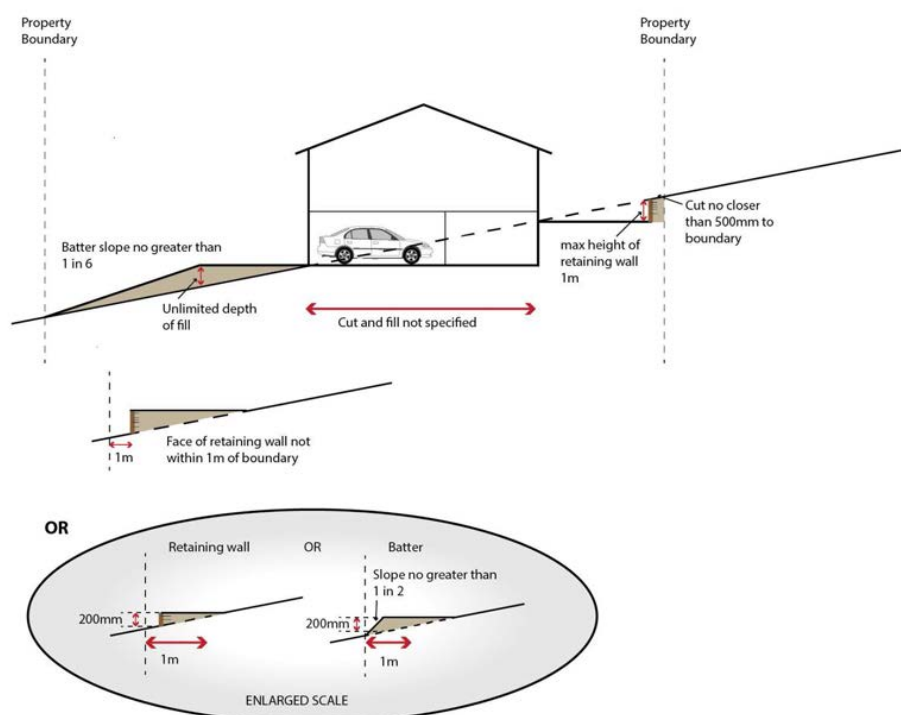 Property
Boundary
Property
Boundary
Batter slope no greater than
1 in 6
Unlimited depth
of fill
Cut and fill not specified
max height of
retaining wall
1m
Cut no closer
than 500mm to
boundary
1m
Face of retaining wall not
within 1m of boundary
OR
Retaining wall
OR
Batter
Slope no greater than
1 in 2
200mm
1m
200mm
1m
ENLARGED SCALE